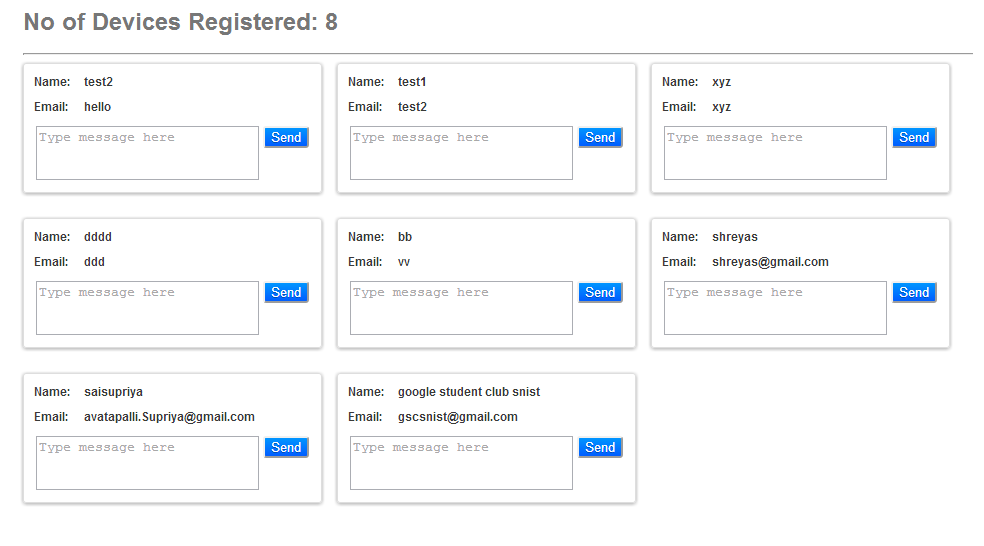 No of Devices Registered: 8
Name: test2
Email: hello
Type message here Send
Name: test1
Email: test2
Type message here Send
Name: xyz
Email: xyz
Type message here Send
Name: dddd
Email: ddd
Type message here Send
Name: bb
Email: vv
Type message here Send
Name: shreyas
Email: shreyas@gmail.com
Type message here Send
Name: saisupriya
Email: avatapalli.Supriya@gmail.com
Type message here Send
Name: google student club snist
Email: gscsnist@gmail.com
Type message here Send